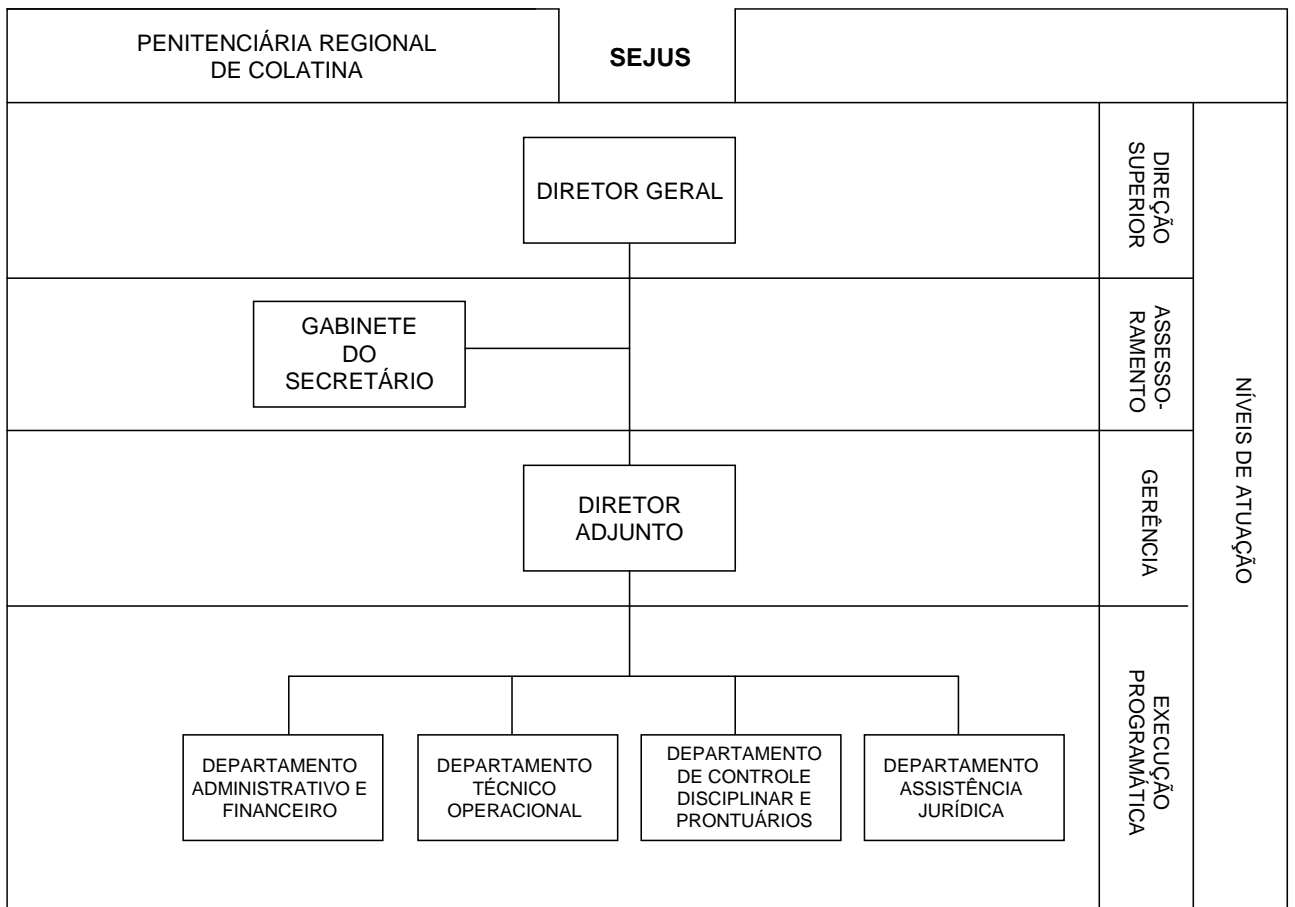 PENITENCIÁRIA REGIONAL
DE COLATINA
SEJUS
DIRETOR GERAL
DIREÇÃO
SUPERIOR
GABINETE
DO
SECRETÁRIO
ASSESSO-
RAMENTO
DIRETOR
ADJUNTO
GERÊNCIA
NÍVEIS DE ATUAÇÃO
DEPARTAMENTO
ADMINISTRATIVO E
FINANCEIRO
DEPARTAMENTO
TÉCNICO
OPERACIONAL
DEPARTAMENTO
DE CONTROLE
DISCIPLINAR E
PRONTUÁRIOS
DEPARTAMENTO
ASSISTÊNCIA
JURÍDICA
EXECUÇÃO
PROGRAMÁTICA